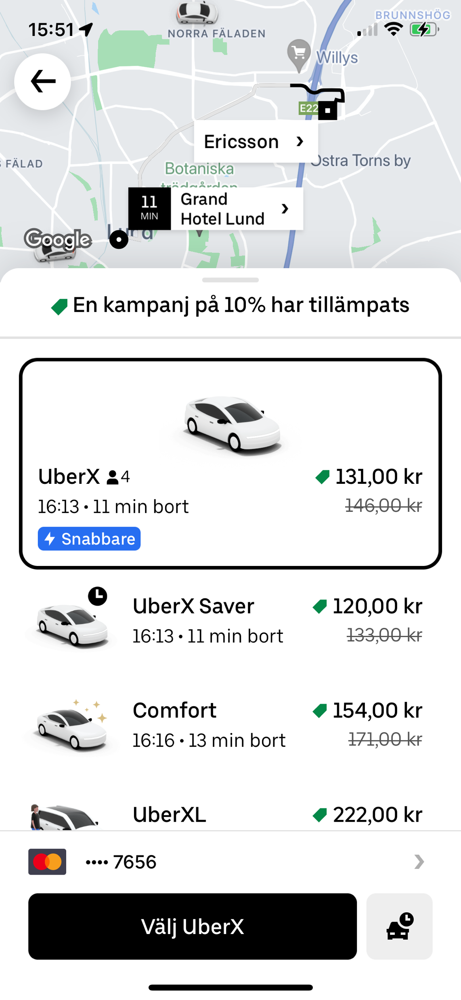 BRUNNSHÖG
15:51
NORRA FÄLADEN
Willys
E22
Ericsson
FÄLAD
Östra Torns by
Botaniska
trädgården
11
MIN
Grand
Hotel Lund
Lund
Google
En kampanj på 10% har tillämpats
UberX 4
131,00 kr
16:13 • 11 min bort
146,00 kr
Snabbare
UberX Saver
120,00 kr
16:13 • 11 min bort
133,00 kr
Comfort
154,00 kr
16:16 • 13 min bort
171,00 kr
UberXL
222,00 kr
•••• 7656
Välj UberX